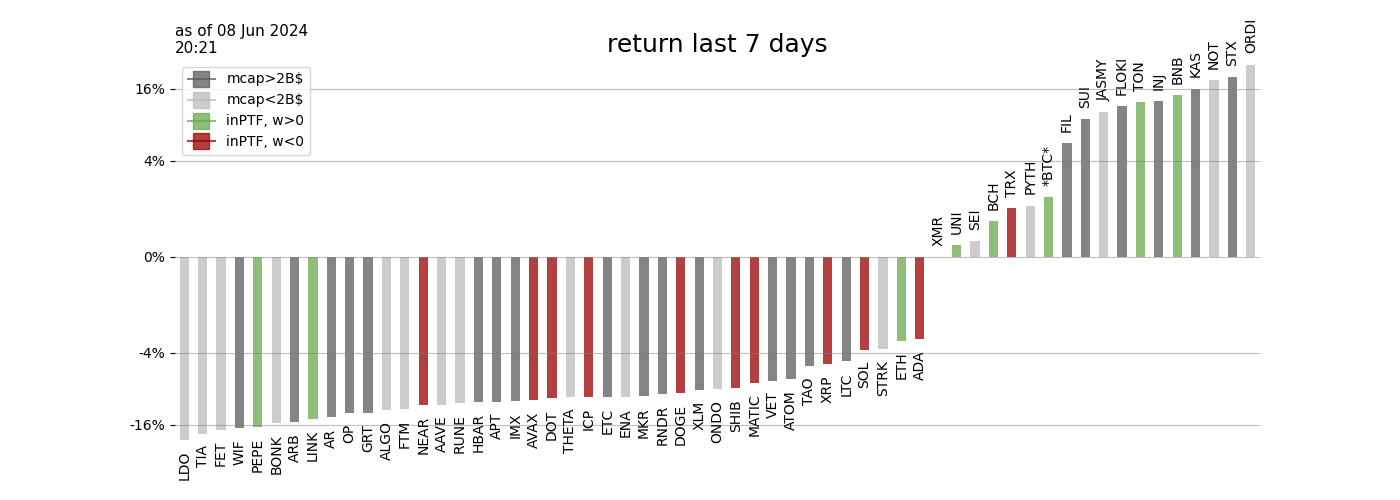 as of 08 Jun 2024
20:21
return last 7 days
mcap>2B$
mcap<2B$
inPTF, w>0
inPTF, w<0
16%
4%
0%
-4%
-16%
LDO
TIA
FET
WIF
PEPE
BONK
ARB
LINK
AR
OP
GRT
ALGO
FTM
NEAR
AAVE
RUNE
HBAR
APT
IMX
AVAX
DOT
THETA
ICP
ETC
ENA
MKR
RNDR
DOGE
XLM
ONDO
SHIB
MATIC
VET
ATOM
TAO
XRP
LTC
SOL
STRK
ETH
ADA
XMR
UNI
SEI
BCH
TRX
PYTH
*BTC*
FIL
SUI
JASMY
FLOKI
TON
INJ
BNB
KAS
NOT
STX
ORDI